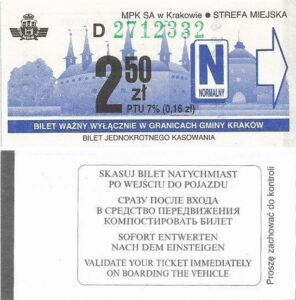 MPK SA w Krakowie • STREFA MIEJSKA
D 2712332
2 50 zł
PTU 7% (0,16 zł)
N
NORMALNY
BILET WAŻNY WYŁĄCZNIE W GRANICACH GMINY KRAKÓW
BILET JEDNOKROTNEGO KASOWANIA
SKASUJ BILET NATYCHMIAST
PO WEJŚCIU DO POJAZDU
СРАЗУ ПОСЛЕ ВХОДА
В СРЕДСТВО ПЕРЕДВИЖЕНИЯ
КОМПОСТИРОВАТЬ БИЛЕТ
SOFORT ENTWERTEN
NACH DEM EINSTEIGEN
VALIDATE YOUR TICKET IMMEDIATELY
ON BOARDING THE VEHICLE
Proszę zachować do kontroli